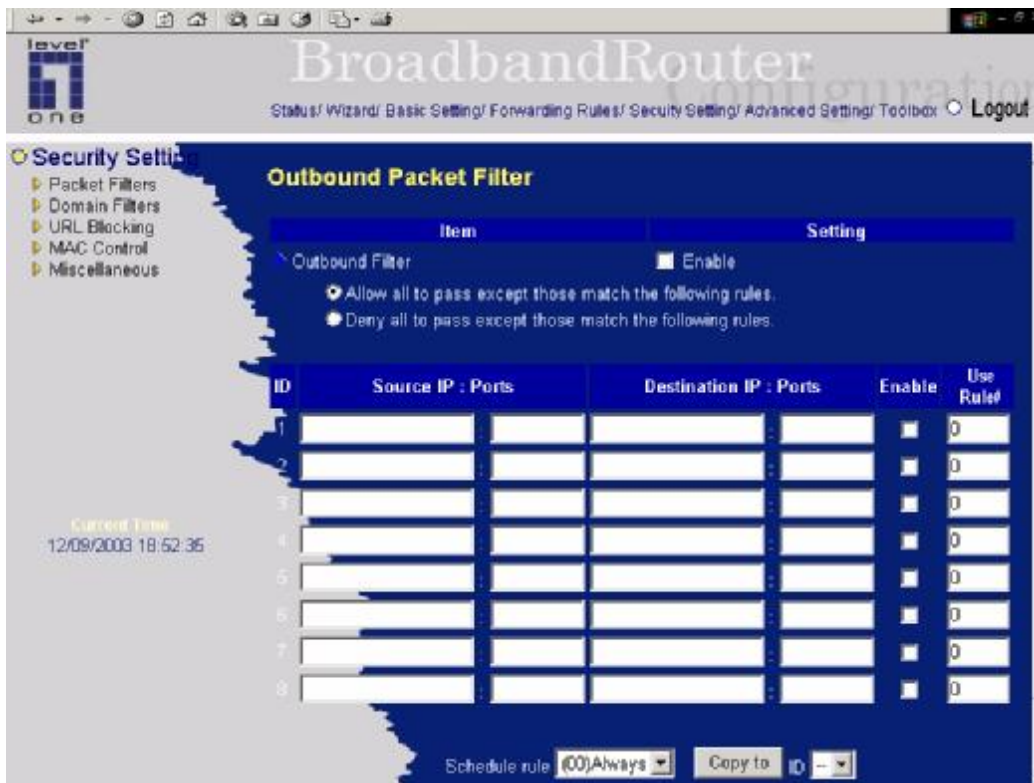 level
one
BroadbandRouter
Configuration
Status/ Wizard/ Basic Setting/ Forwarding Rules/ Secuity Setting/ Advanced Setting/ Toolbox Logout
Security Setting
Packet Filters
Domain Filters
URL Blocking
MAC Control
Miscellaneous
Current Time
12/09/2003 18:52:35
Outbound Packet Filter
Item Setting
Outbound Filter Enable
Allow all to pass except those match the following rules.
Deny all to pass except those match the following rules.
ID Source IP : Ports Destination IP : Ports Enable Use Rule#
1 : : 0
2 : : 0
3 : : 0
4 : : 0
5 : : 0
6 : : 0
7 : : 0
8 : : 0
Schedule rule (00)Always Copy to ID --